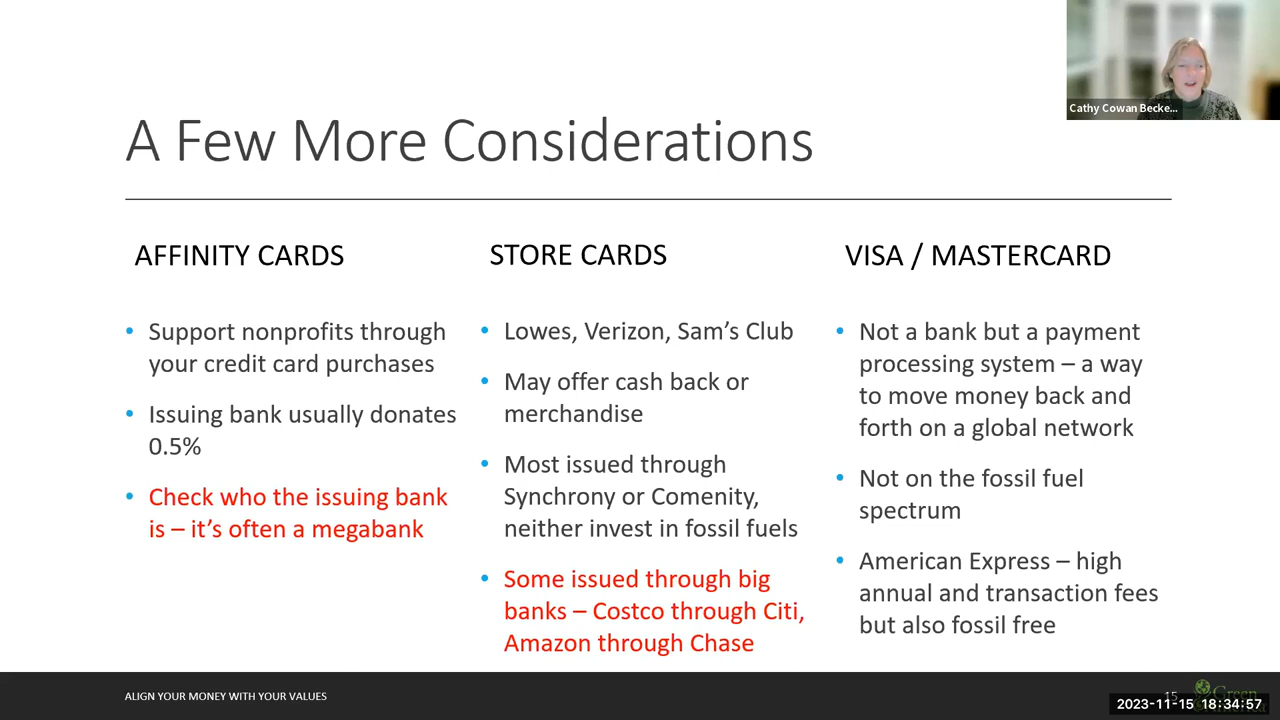 Cathy Cowan Becke...
A Few More Considerations
AFFINITY CARDS
• Support nonprofits through
your credit card purchases
• Issuing bank usually donates
0.5%
• Check who the issuing bank
is – it’s often a megabank
STORE CARDS
• Lowes, Verizon, Sam’s Club
• May offer cash back or
merchandise
• Most issued through
Synchrony or Comenity,
neither invest in fossil fuels
• Some issued through big
banks – Costco through Citi,
Amazon through Chase
VISA / MASTERCARD
• Not a bank but a payment
processing system – a way
to move money back and
forth on a global network
• Not on the fossil fuel
spectrum
• American Express – high
annual and transaction fees
but also fossil free
ALIGN YOUR MONEY WITH YOUR VALUES
15
Green
2023-11-15 18:34:57